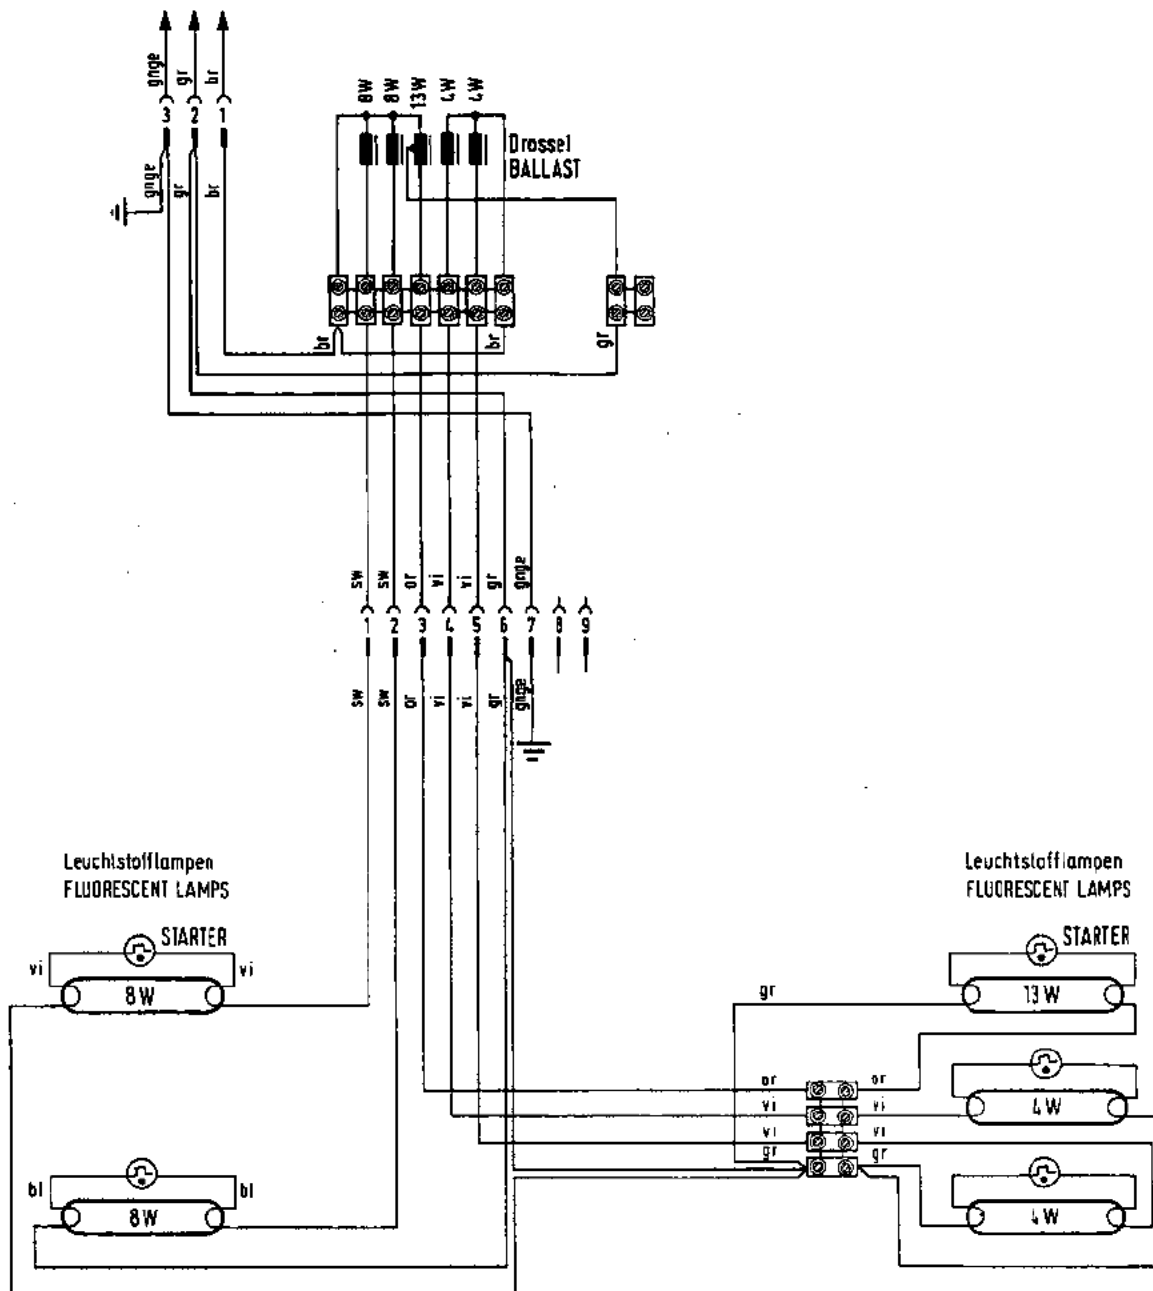 gnge
gr
br
3
2
1
gnge
gr
br
8W
8W
13W
4W
4W
Drossel
BALLAST
br
br
gr
sw
sw
or
vi
vi
gr
gnge
1
2
3
4
5
6
7
8
9
sw
sw
or
vi
vi
gr
gnge
Leuchtstofflampen
FLUORESCENT LAMPS
STARTER
vi
vi
8W
bl
bl
8W
Leuchtstofflampen
FLUORESCENT LAMPS
STARTER
13W
gr
or
or
vi
vi
4W
vi
vi
gr
gr
4W